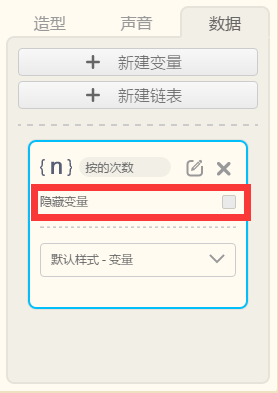 造型 声音 数据
+ 新建变量
+ 新建链表
{n} 按的次数
隐藏变量
默认样式 - 变量